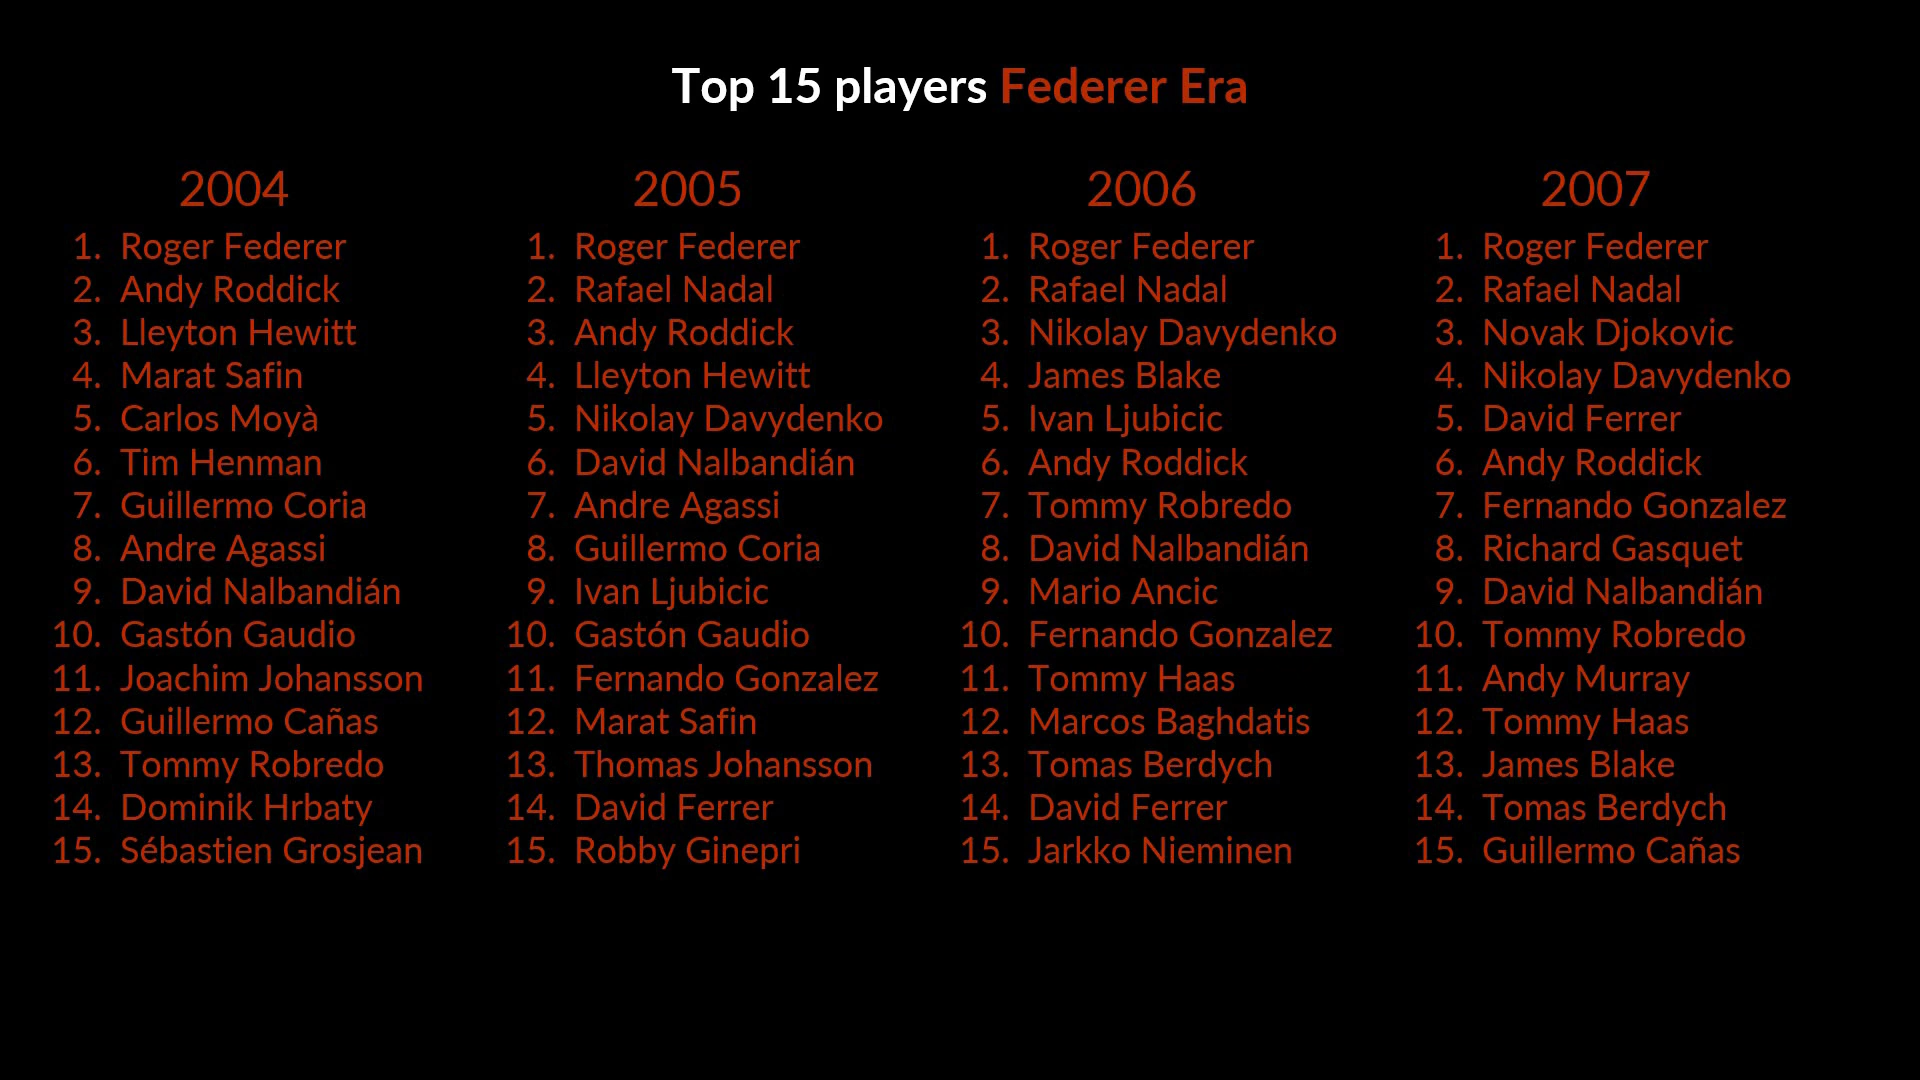 Top 15 players Federer Era
2004
1. Roger Federer
2. Andy Roddick
3. Lleyton Hewitt
4. Marat Safin
5. Carlos Moyà
6. Tim Henman
7. Guillermo Coria
8. Andre Agassi
9. David Nalbandián
10. Gastón Gaudio
11. Joachim Johansson
12. Guillermo Cañas
13. Tommy Robredo
14. Dominik Hrbaty
15. Sébastien Grosjean
2005
1. Roger Federer
2. Rafael Nadal
3. Andy Roddick
4. Lleyton Hewitt
5. Nikolay Davydenko
6. David Nalbandián
7. Andre Agassi
8. Guillermo Coria
9. Ivan Ljubicic
10. Gastón Gaudio
11. Fernando Gonzalez
12. Marat Safin
13. Thomas Johansson
14. David Ferrer
15. Robby Ginepri
2006
1. Roger Federer
2. Rafael Nadal
3. Nikolay Davydenko
4. James Blake
5. Ivan Ljubicic
6. Andy Roddick
7. Tommy Robredo
8. David Nalbandián
9. Mario Ancic
10. Fernando Gonzalez
11. Tommy Haas
12. Marcos Baghdatis
13. Tomas Berdych
14. David Ferrer
15. Jarkko Nieminen
2007
1. Roger Federer
2. Rafael Nadal
3. Novak Djokovic
4. Nikolay Davydenko
5. David Ferrer
6. Andy Roddick
7. Fernando Gonzalez
8. Richard Gasquet
9. David Nalbandián
10. Tommy Robredo
11. Andy Murray
12. Tommy Haas
13. James Blake
14. Tomas Berdych
15. Guillermo Cañas